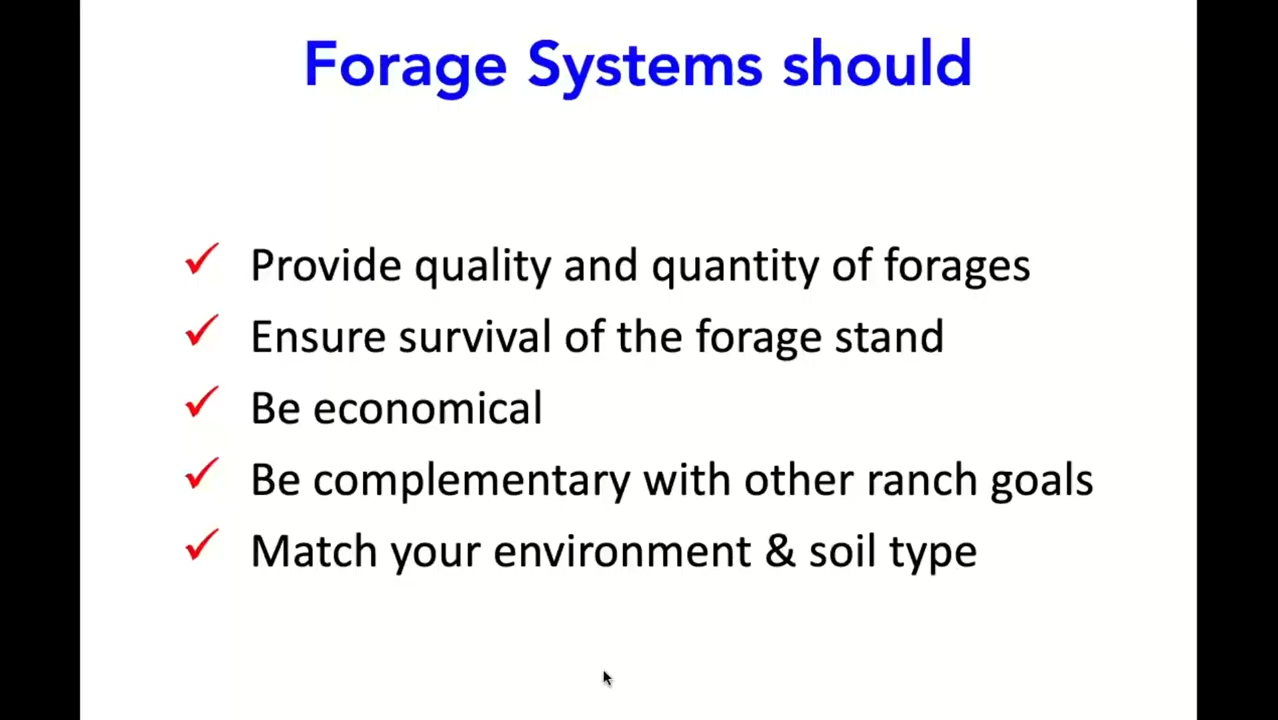 Forage Systems should
✓ Provide quality and quantity of forages
✓ Ensure survival of the forage stand
✓ Be economical
✓ Be complementary with other ranch goals
✓ Match your environment & soil type